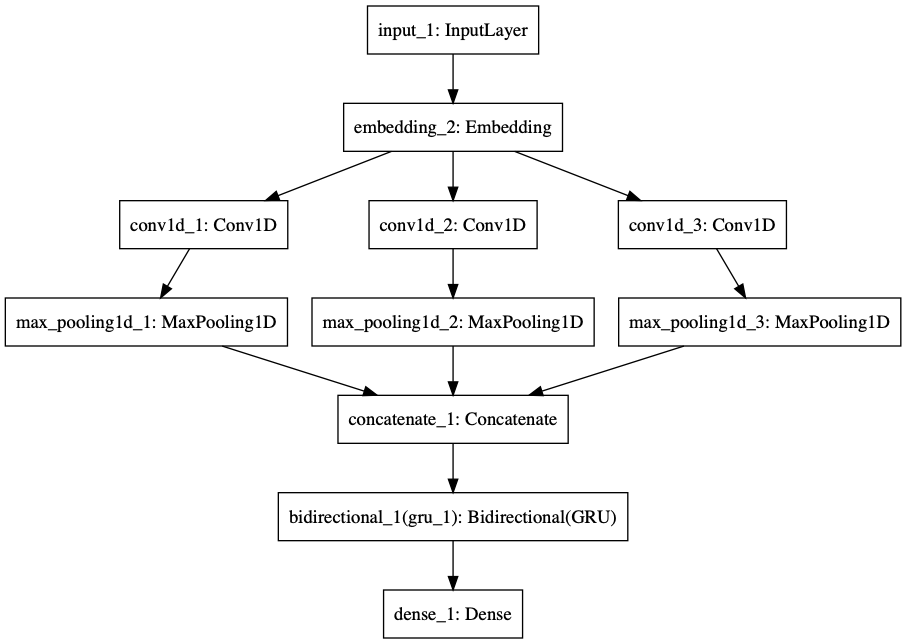 input_1: InputLayer
embedding_2: Embedding
conv1d_1: Conv1D
conv1d_2: Conv1D
conv1d_3: Conv1D
max_pooling1d_1: MaxPooling1D
max_pooling1d_2: MaxPooling1D
max_pooling1d_3: MaxPooling1D
concatenate_1: Concatenate
bidirectional_1(gru_1): Bidirectional(GRU)
dense_1: Dense